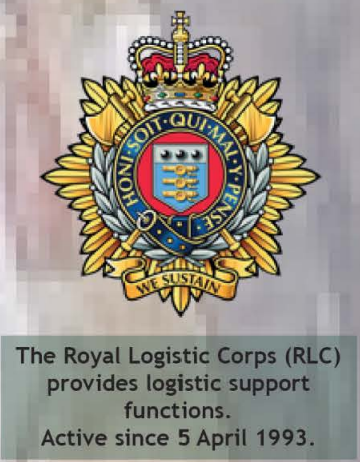 HONI·SOIT·QUI·MAL·Y·PENSE
WE SUSTAIN
The Royal Logistic Corps (RLC)
provides logistic support
functions.
Active since 5 April 1993.